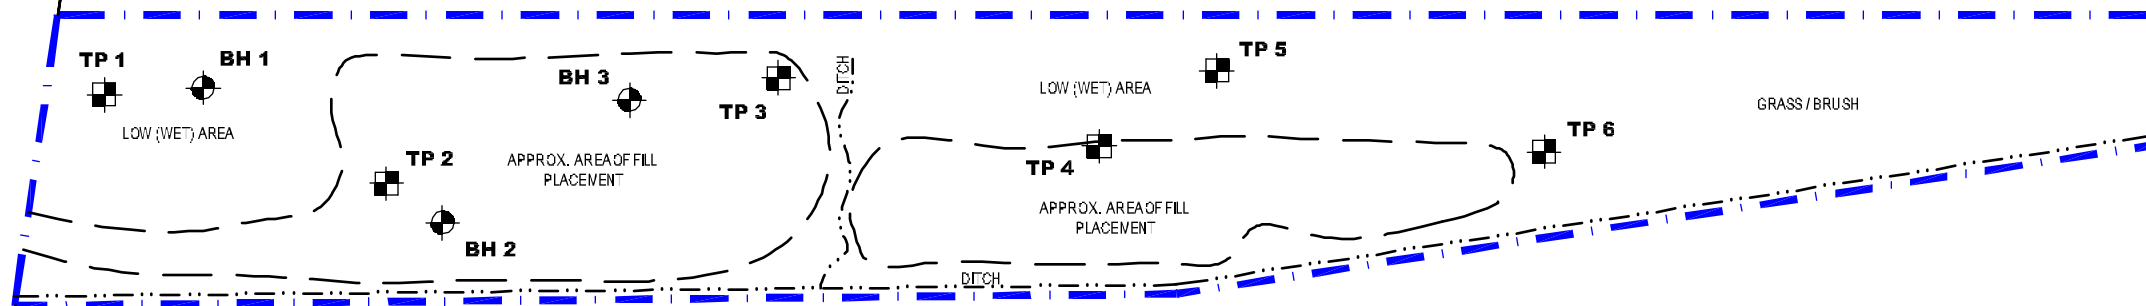 TP 1
BH 1
LOW (WET) AREA
TP 2
BH 2
APPROX. AREA OF FILL
PLACEMENT
BH 3
TP 3
DITCH
LOW (WET) AREA
TP 5
TP 4
APPROX. AREA OF FILL
PLACEMENT
DITCH
TP 6
GRASS / BRUSH